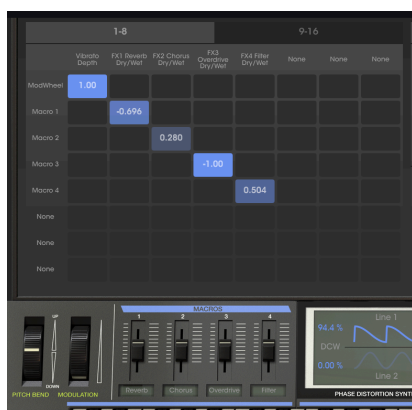 1-8
9-16
Vibrato Depth
FX1 Reverb Dry/Wet
FX2 Chorus Dry/Wet
FX3 Overdrive Dry/Wet
FX4 Filter Dry/Wet
None
None
None
ModWheel
1.00
Macro 1
-0.696
Macro 2
0.280
Macro 3
-1.00
Macro 4
0.504
None
None
None
MACROS
1
2
3
4
UP
DOWN
PITCH BEND
MODULATION
Reverb
Chorus
Overdrive
Filter
94.4 %
Line 1
DCW
0.00 %
Line 2
PHASE DISTORTION SYNT